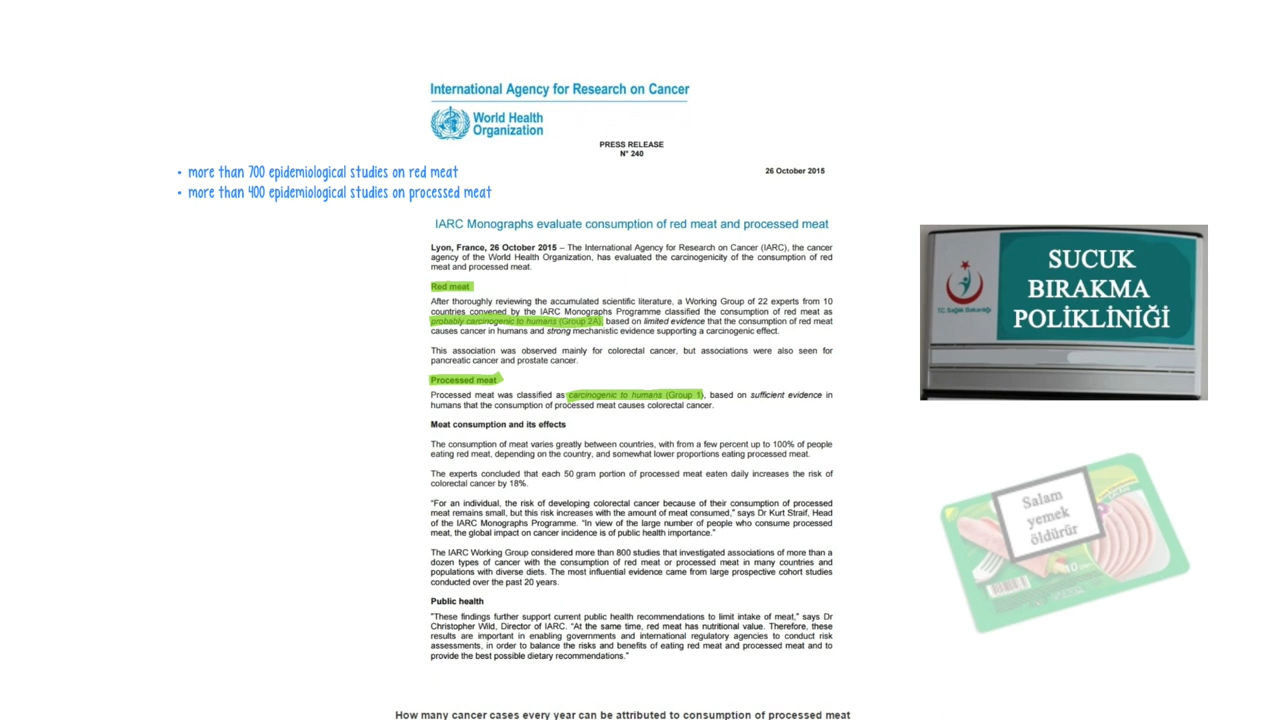 International Agency for Research on Cancer
World Health
Organization
PRESS RELEASE
N° 240
26 October 2015
• more than 700 epidemiological studies on red meat
• more than 400 epidemiological studies on processed meat
IARC Monographs evaluate consumption of red meat and processed meat
Lyon, France, 26 October 2015 – The International Agency for Research on Cancer (IARC), the cancer
agency of the World Health Organization, has evaluated the carcinogenicity of the consumption of red
meat and processed meat.
Red meat
After thoroughly reviewing the accumulated scientific literature, a Working Group of 22 experts from 10
countries convened by the IARC Monographs Programme classified the consumption of red meat as
probably carcinogenic to humans (Group 2A), based on limited evidence that the consumption of red meat
causes cancer in humans and strong mechanistic evidence supporting a carcinogenic effect.
This association was observed mainly for colorectal cancer, but associations were also seen for
pancreatic cancer and prostate cancer.
Processed meat
Processed meat was classified as carcinogenic to humans (Group 1), based on sufficient evidence in
humans that the consumption of processed meat causes colorectal cancer.
Meat consumption and its effects
The consumption of meat varies greatly between countries, with from a few percent up to 100% of people
eating red meat, depending on the country, and somewhat lower proportions eating processed meat.
The experts concluded that each 50 gram portion of processed meat eaten daily increases the risk of
colorectal cancer by 18%.
“For an individual, the risk of developing colorectal cancer because of their consumption of processed
meat remains small, but this risk increases with the amount of meat consumed,” says Dr Kurt Straif, Head
of the IARC Monographs Programme. “In view of the large number of people who consume processed
meat, the global impact on cancer incidence is of public health importance.”
The IARC Working Group considered more than 800 studies that investigated associations of more than a
dozen types of cancer with the consumption of red meat or processed meat in many countries and
populations with diverse diets. The most influential evidence came from large prospective cohort studies
conducted over the past 20 years.
Public health
“These findings further support current public health recommendations to limit intake of meat,” says Dr
Christopher Wild, Director of IARC. “At the same time, red meat has nutritional value. Therefore, these
results are important in enabling governments and international regulatory agencies to conduct risk
assessments, in order to balance the risks and benefits of eating red meat and processed meat and to
provide the best possible dietary recommendations.”
How many cancer cases every year can be attributed to consumption of processed meat
T.C. Sağlık Bakanlığı
SUCUK
BIRAKMA
POLİKLİNİĞİ
Salam
yemek
öldürür